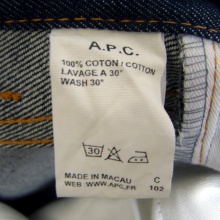 A.P.C.
100% COTON / COTTON
LAVAGE A 30°
WASH 30°
30
MADE IN MACAU C
WEB WWW.APC.FR 102